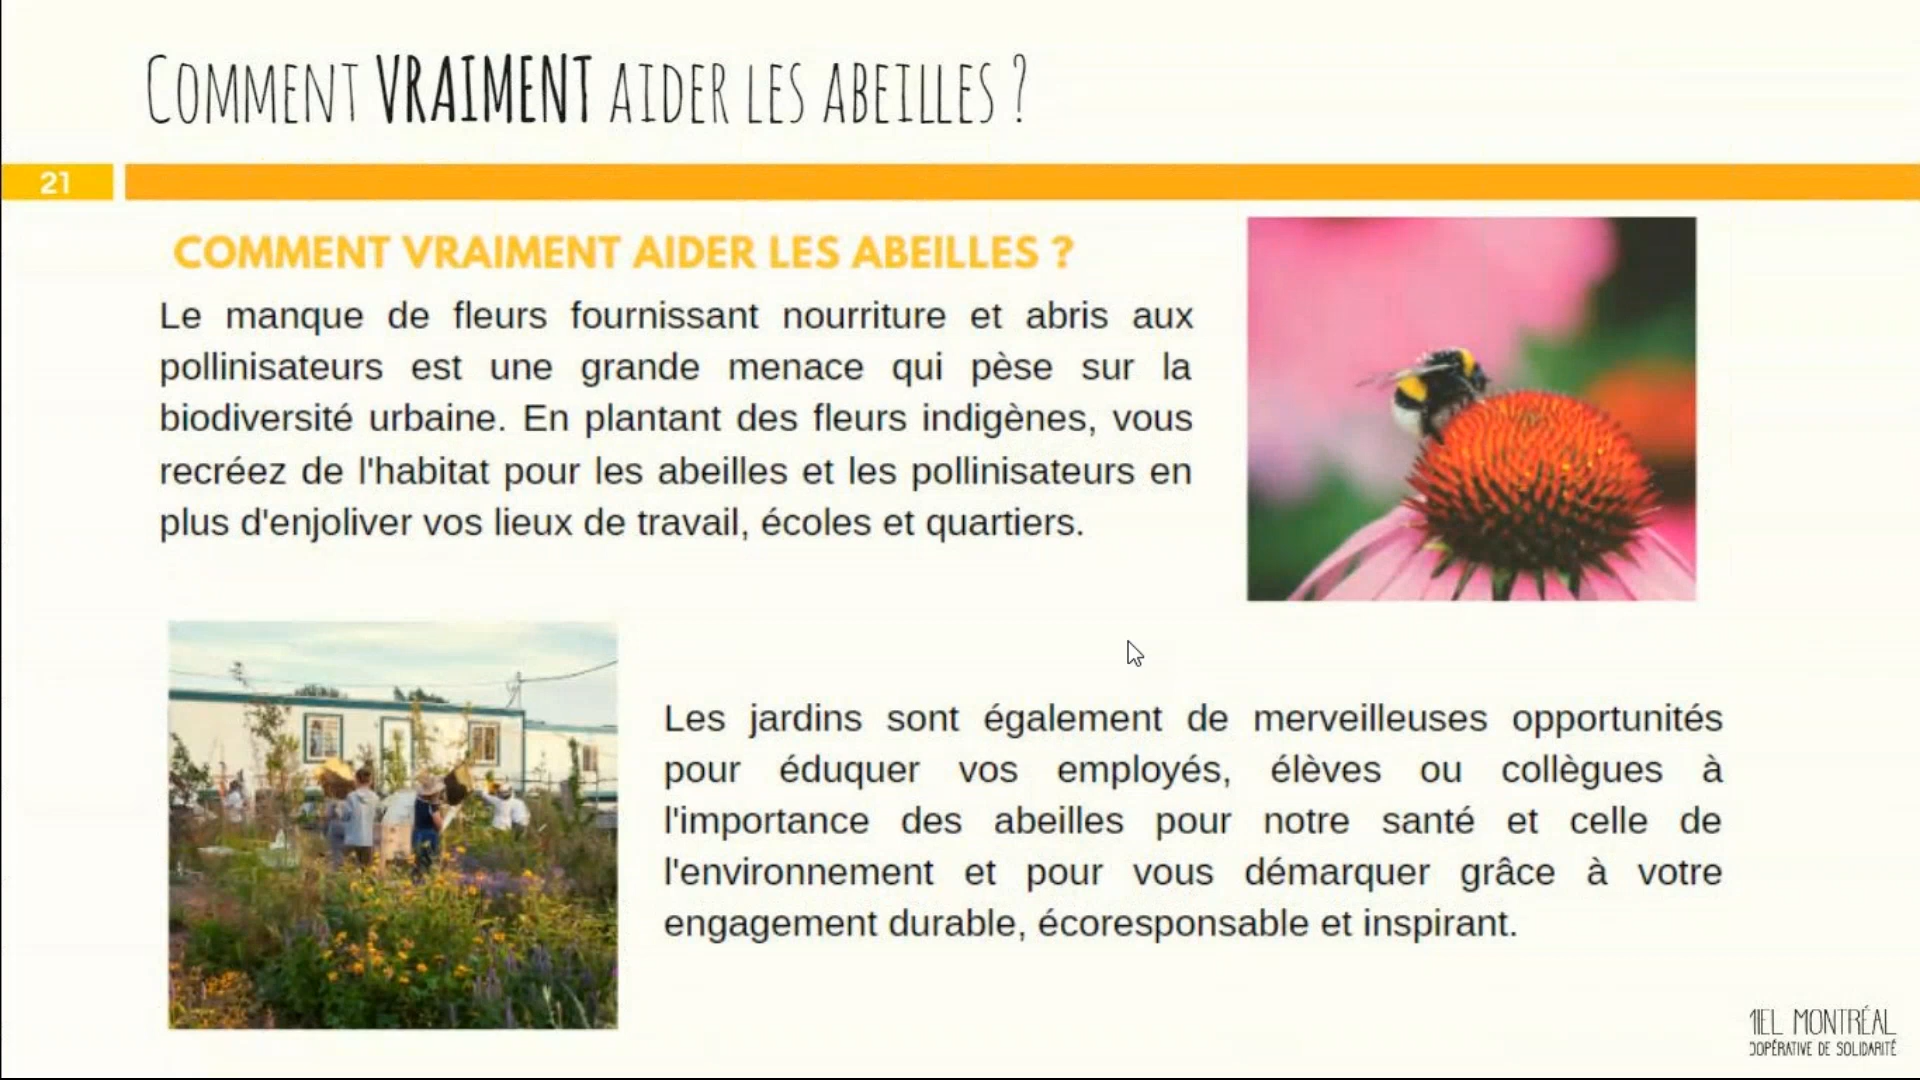 COMMENT VRAIMENT AIDER LES ABEILLES ?
21
COMMENT VRAIMENT AIDER LES ABEILLES ?
Le manque de fleurs fournissant nourriture et abris aux
pollinisateurs est une grande menace qui pèse sur la
biodiversité urbaine. En plantant des fleurs indigènes, vous
recréez de l'habitat pour les abeilles et les pollinisateurs en
plus d'enjoliver vos lieux de travail, écoles et quartiers.
Les jardins sont également de merveilleuses opportunités
pour éduquer vos employés, élèves ou collègues à
l'importance des abeilles pour notre santé et celle de
l'environnement et pour vous démarquer grâce à votre
engagement durable, écoresponsable et inspirant.
MIEL MONTRÉAL
COOPÉRATIVE DE SOLIDARITÉ